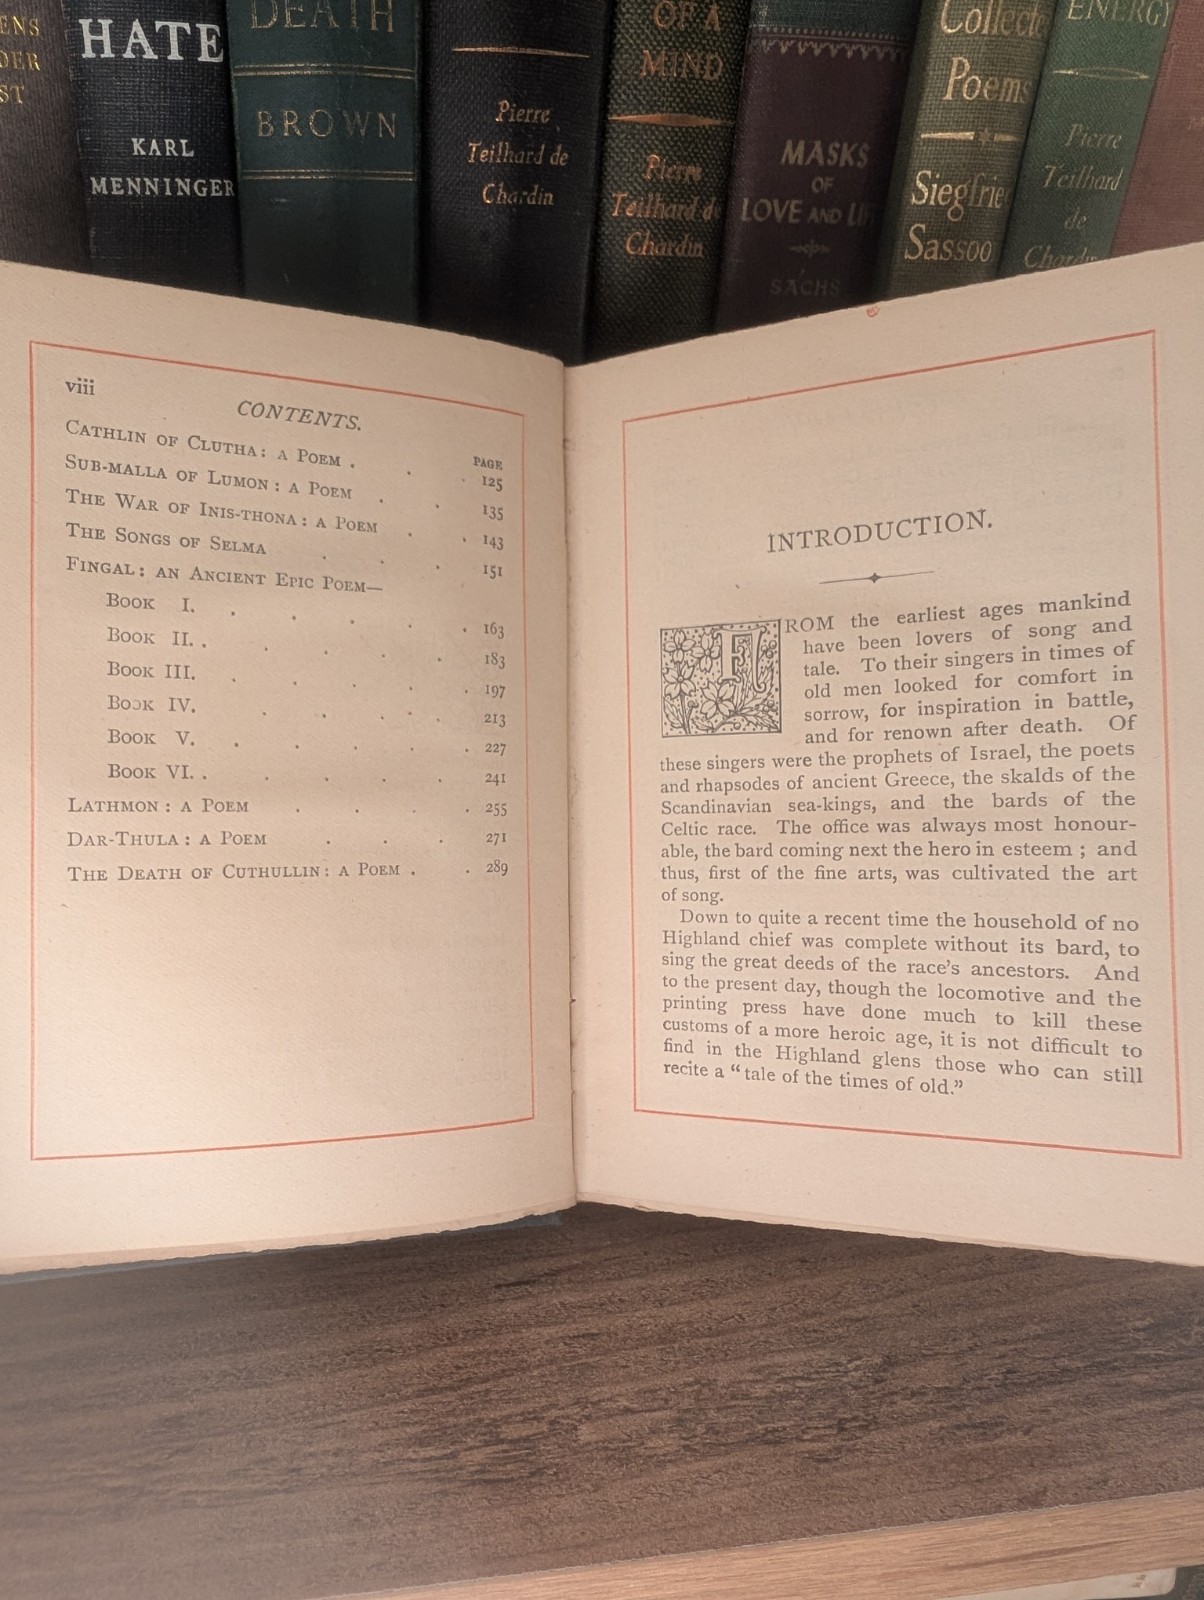 ENS
DER
ST
HATE
KARL
MENNINGER
DEATH
BROWN
Pierre
Teilhard de
Chardin
OF A
MIND
Pierre
Teilhard de
Chardin
MASKS
OF
LOVE AND LI
SACHS
Collecte
Poems
Siegfrie
Sassoo
ENERGY
Pierre
Teilhard
de
Chardin
viii
CONTENTS.
PAGE
CATHLIN OF CLUTHA: A POEM . . . 125
SUB-MALLA OF LUMON: A POEM . . 135
THE WAR OF INIS-THONA: A POEM . . 143
THE SONGS OF SELMA . . . 151
FINGAL: AN ANCIENT EPIC POEM—
BOOK I. . . . . . 163
BOOK II. . . . . . 183
BOOK III. . . . . . 197
BOOK IV. . . . . 213
BOOK V. . . . . . 227
BOOK VI. . . . . . 241
LATHMON: A POEM . . . . 255
DAR-THULA: A POEM . . . 271
THE DEATH OF CUTHULLIN: A POEM . . 289
INTRODUCTION.
FROM the earliest ages mankind
have been lovers of song and
tale. To their singers in times of
old men looked for comfort in
sorrow, for inspiration in battle,
and for renown after death. Of
these singers were the prophets of Israel, the poets
and rhapsodes of ancient Greece, the skalds of the
Scandinavian sea-kings, and the bards of the
Celtic race. The office was always most honour-
able, the bard coming next the hero in esteem; and
thus, first of the fine arts, was cultivated the art
of song.
Down to quite a recent time the household of no
Highland chief was complete without its bard, to
sing the great deeds of the race's ancestors. And
to the present day, though the locomotive and the
printing press have done much to kill these
customs of a more heroic age, it is not difficult to
find in the Highland glens those who can still
recite a "tale of the times of old."